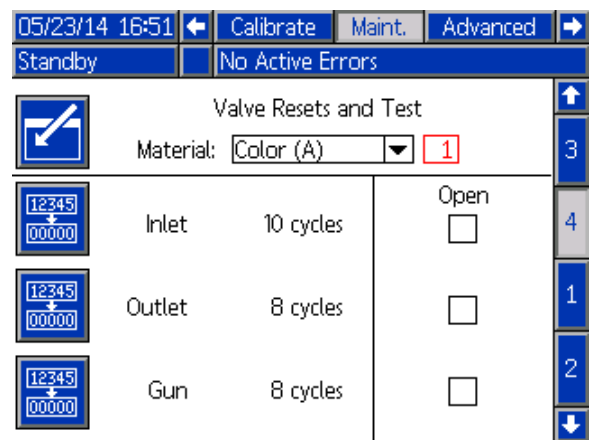 05/23/14 16:51 Calibrate Maint. Advanced
Standby No Active Errors
Valve Resets and Test
Material: Color (A) 1
3
Open
12345
00000
Inlet 10 cycles
4
12345
00000
Outlet 8 cycles
1
12345
00000
Gun 8 cycles
2